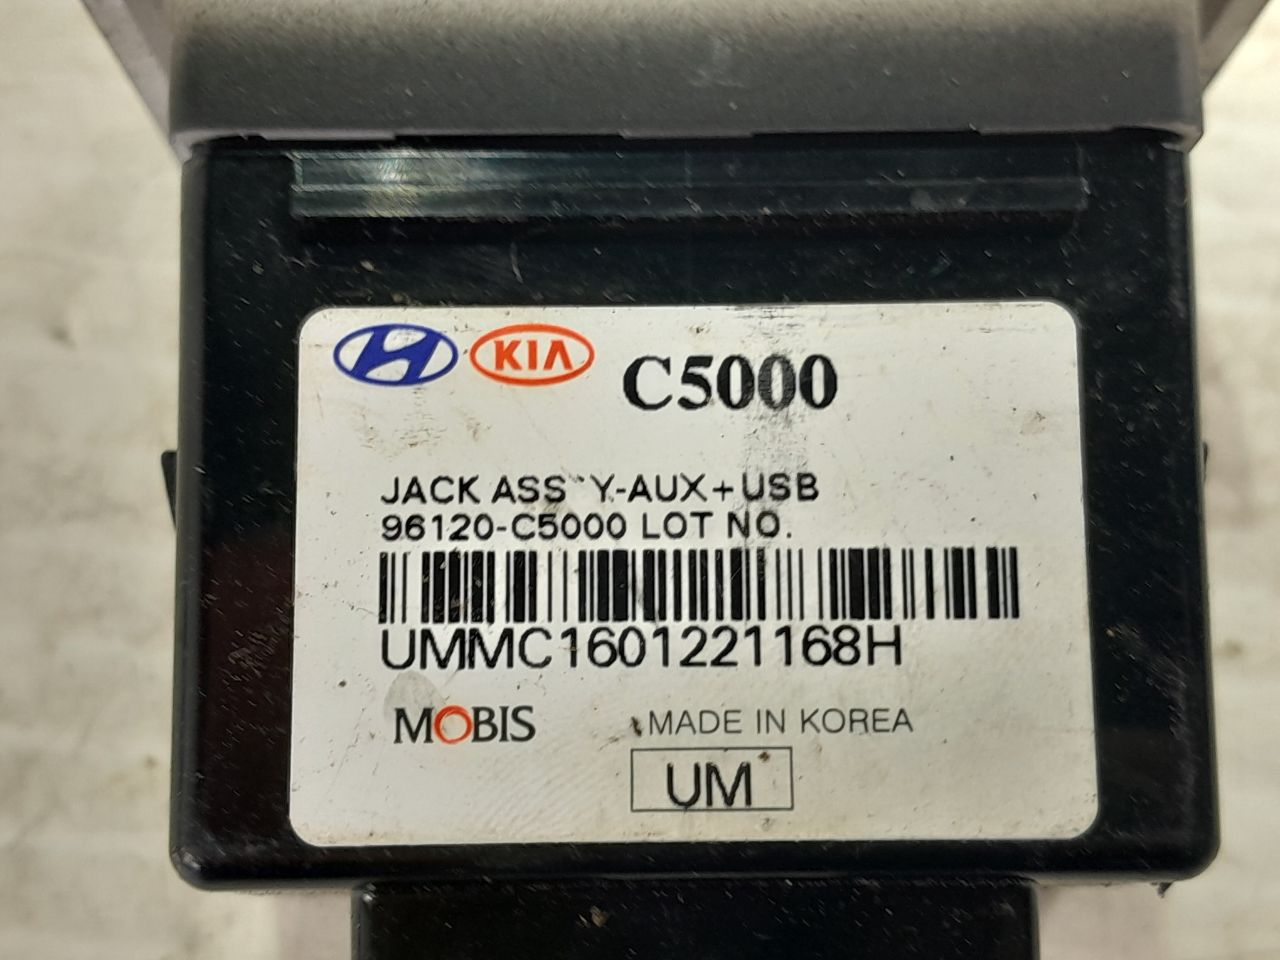 KIA C5000
JACK ASS`Y-AUX+USB
96120-C5000 LOT NO.
UMMC1601221168H
MOBIS MADE IN KOREA
UM